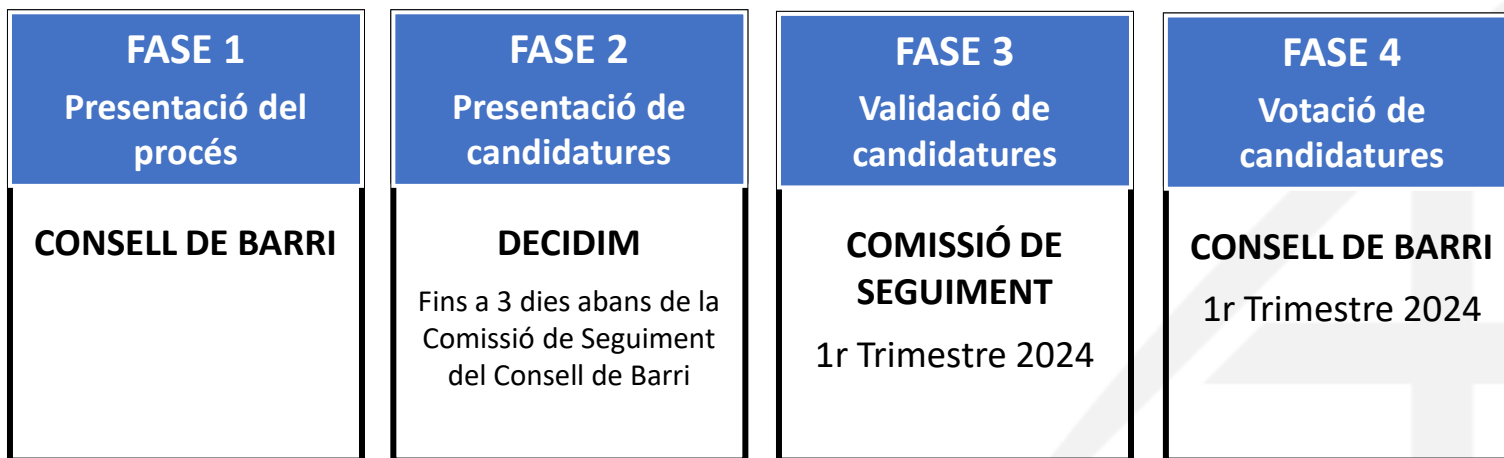 FASE 1
Presentació del
procés
CONSELL DE BARRI
FASE 2
Presentació de
candidatures
DECIDIM
Fins a 3 dies abans de la
Comissió de Seguiment
del Consell de Barri
FASE 3
Validació de
candidatures
COMISSIÓ DE
SEGUIMENT
1r Trimestre 2024
FASE 4
Votació de
candidatures
CONSELL DE BARRI
1r Trimestre 2024